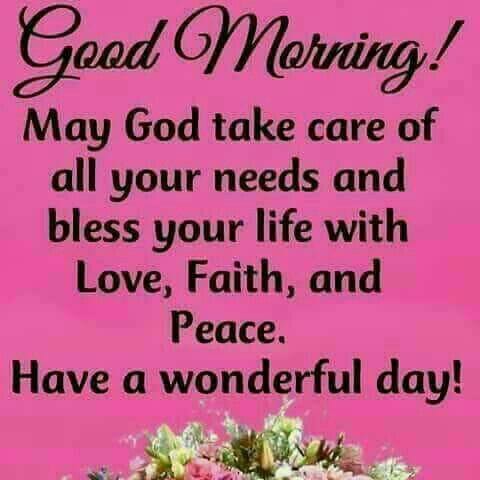 Good Morning!
May God take care of
all your needs and
bless your life with
Love, Faith, and
Peace.
Have a wonderful day!